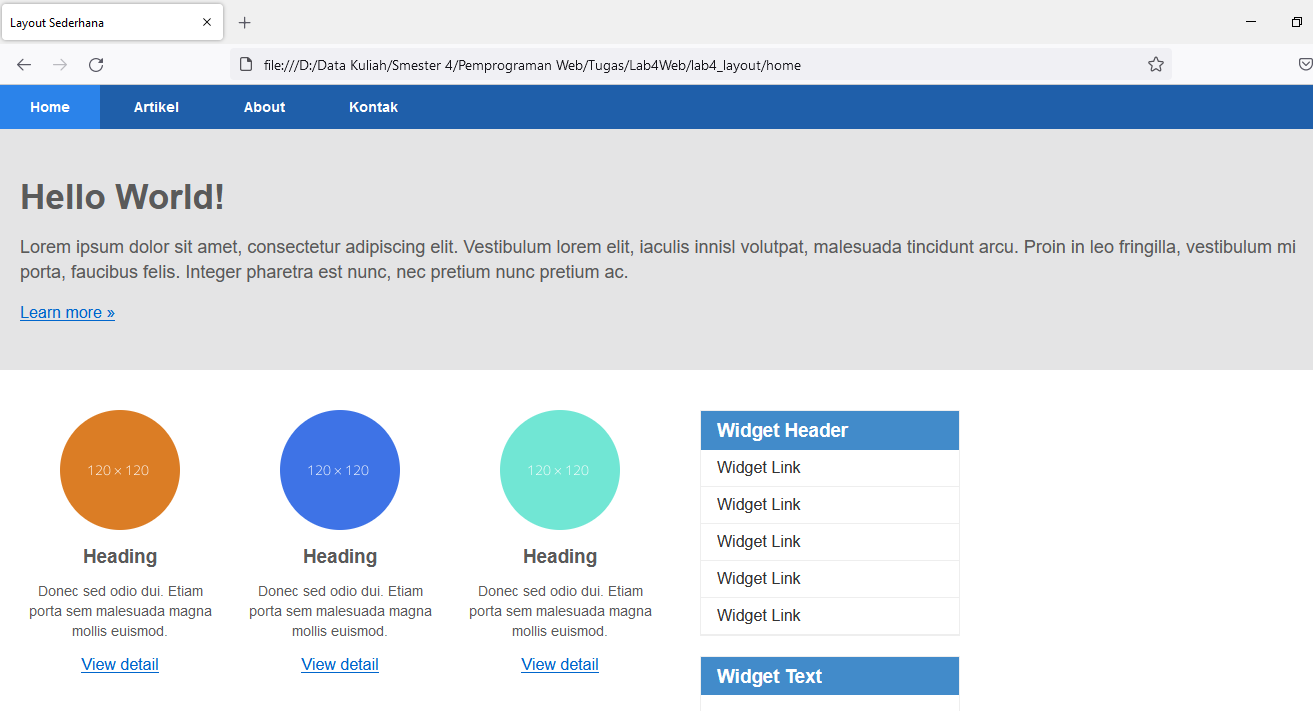 Layout Sederhana
file:///D:/Data Kuliah/Smester 4/Pemprograman Web/Tugas/Lab4Web/lab4_layout/home
Home Artikel About Kontak
Hello World!
Lorem ipsum dolor sit amet, consectetur adipiscing elit. Vestibulum lorem elit, iaculis innisl volutpat, malesuada tincidunt arcu. Proin in leo fringilla, vestibulum mi
porta, faucibus felis. Integer pharetra est nunc, nec pretium nunc pretium ac.
Learn more »
120 × 120
Heading
Donec sed odio dui. Etiam
porta sem malesuada magna
mollis euismod.
View detail
120 × 120
Heading
Donec sed odio dui. Etiam
porta sem malesuada magna
mollis euismod.
View detail
120 × 120
Heading
Donec sed odio dui. Etiam
porta sem malesuada magna
mollis euismod.
View detail
Widget Header
Widget Link
Widget Link
Widget Link
Widget Link
Widget Link
Widget Text